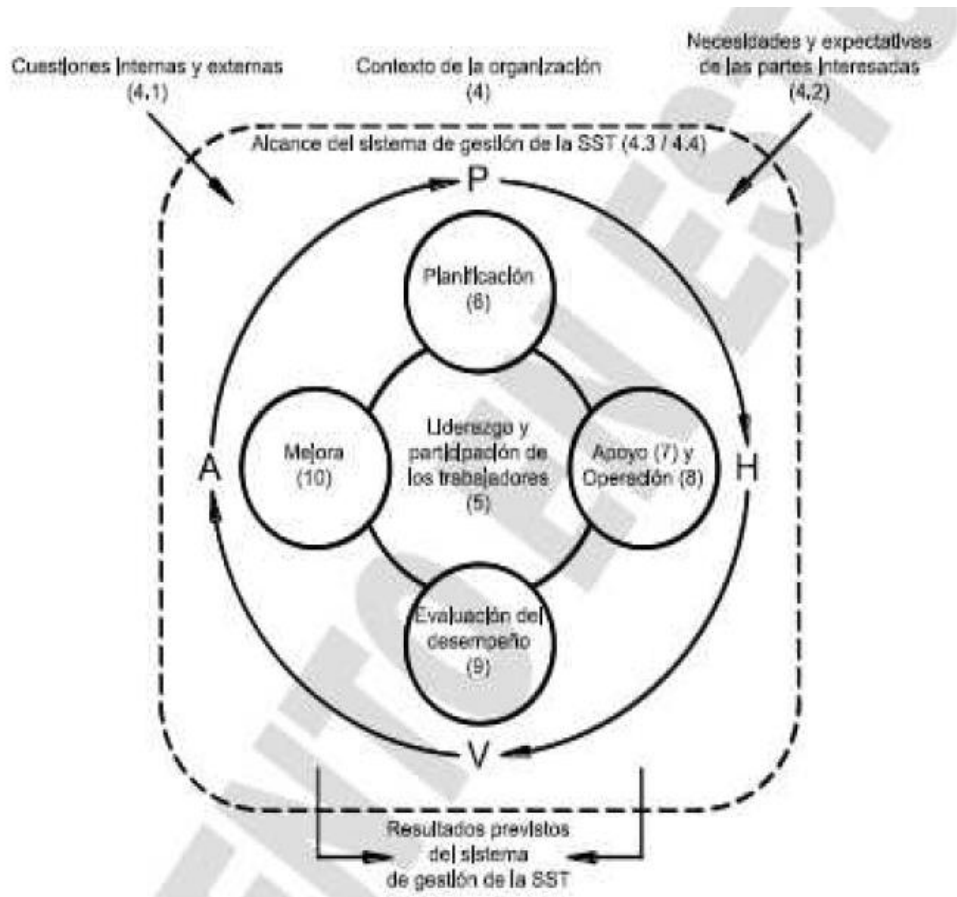 Cuestiones internas y externas
(4.1)
Contexto de la organización
(4)
Necesidades y expectativas
de las partes interesadas
(4.2)
Alcance del sistema de gestión de la SST (4.3 / 4.4)
P
Planificación
(6)
A
Mejora
(10)
Liderazgo y
participación de
los trabajadores
(5)
Apoyo (7) y
Operación (8)
H
Evaluación del
desempeño
(9)
V
Resultados previstos
del sistema
de gestión de la SST